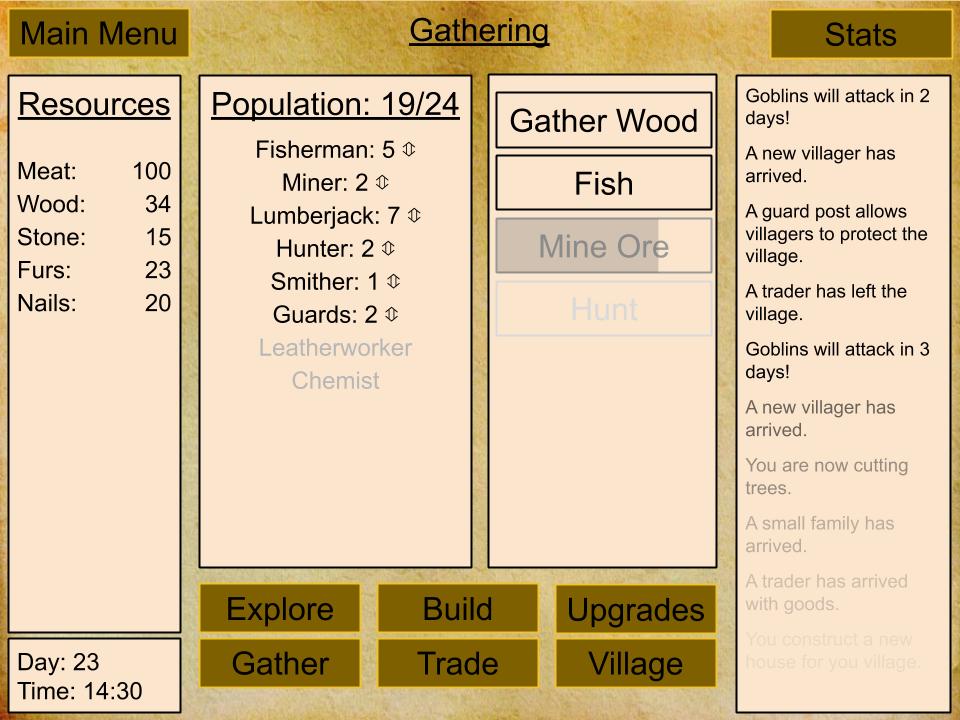 Main Menu
Gathering
Stats
Resources
Meat: 100
Wood: 34
Stone: 15
Furs: 23
Nails: 20
Day: 23
Time: 14:30
Population: 19/24
Fisherman: 5
Miner: 2
Lumberjack: 7
Hunter: 2
Smither: 1
Guards: 2
Leatherworker
Chemist
Gather Wood
Fish
Mine Ore
Hunt
Explore
Build
Upgrades
Gather
Trade
Village
Goblins will attack in 2
days!
A new villager has
arrived.
A guard post allows
villagers to protect the
village.
A trader has left the
village.
Goblins will attack in 3
days!
A new villager has
arrived.
You are now cutting
trees.
A small family has
arrived.
A trader has arrived
with goods.
You construct a new
house for you village.